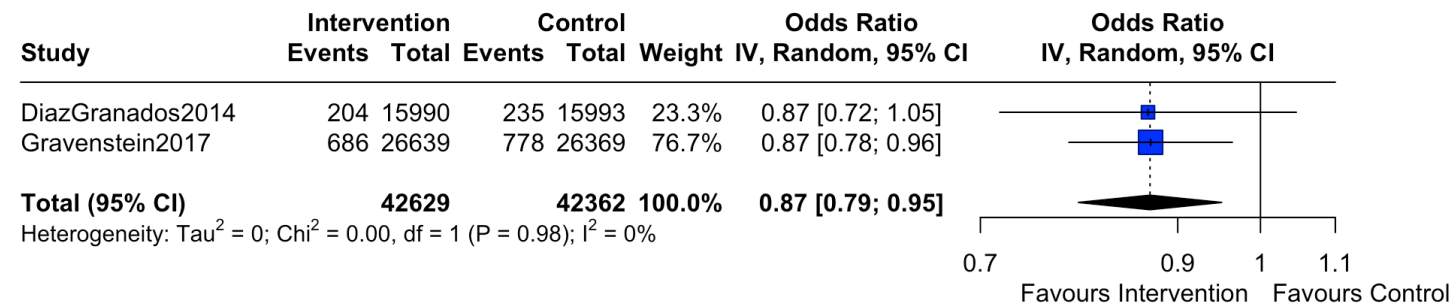 Intervention Control Odds Ratio Odds Ratio
Study Events Total Events Total Weight IV, Random, 95% CI IV, Random, 95% CI
DiazGranados2014 204 15990 235 15993 23.3% 0.87 [0.72; 1.05]
Gravenstein2017 686 26639 778 26369 76.7% 0.87 [0.78; 0.96]
Total (95% CI) 42629 42362 100.0% 0.87 [0.79; 0.95]
Heterogeneity: Tau² = 0; Chi² = 0.00, df = 1 (P = 0.98); I² = 0%
0.7 0.9 1 1.1
Favours Intervention Favours Control